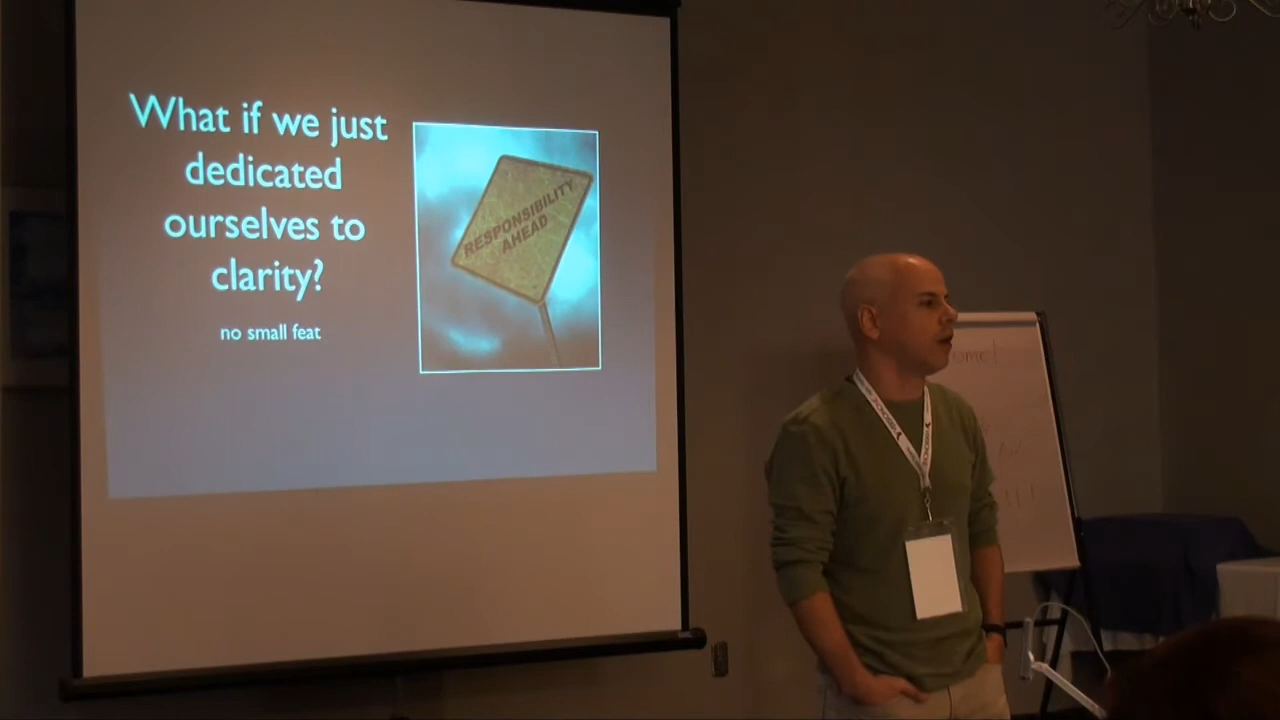 What if we just
dedicated
ourselves to
clarity?
no small feat
RESPONSIBILITY
AHEAD